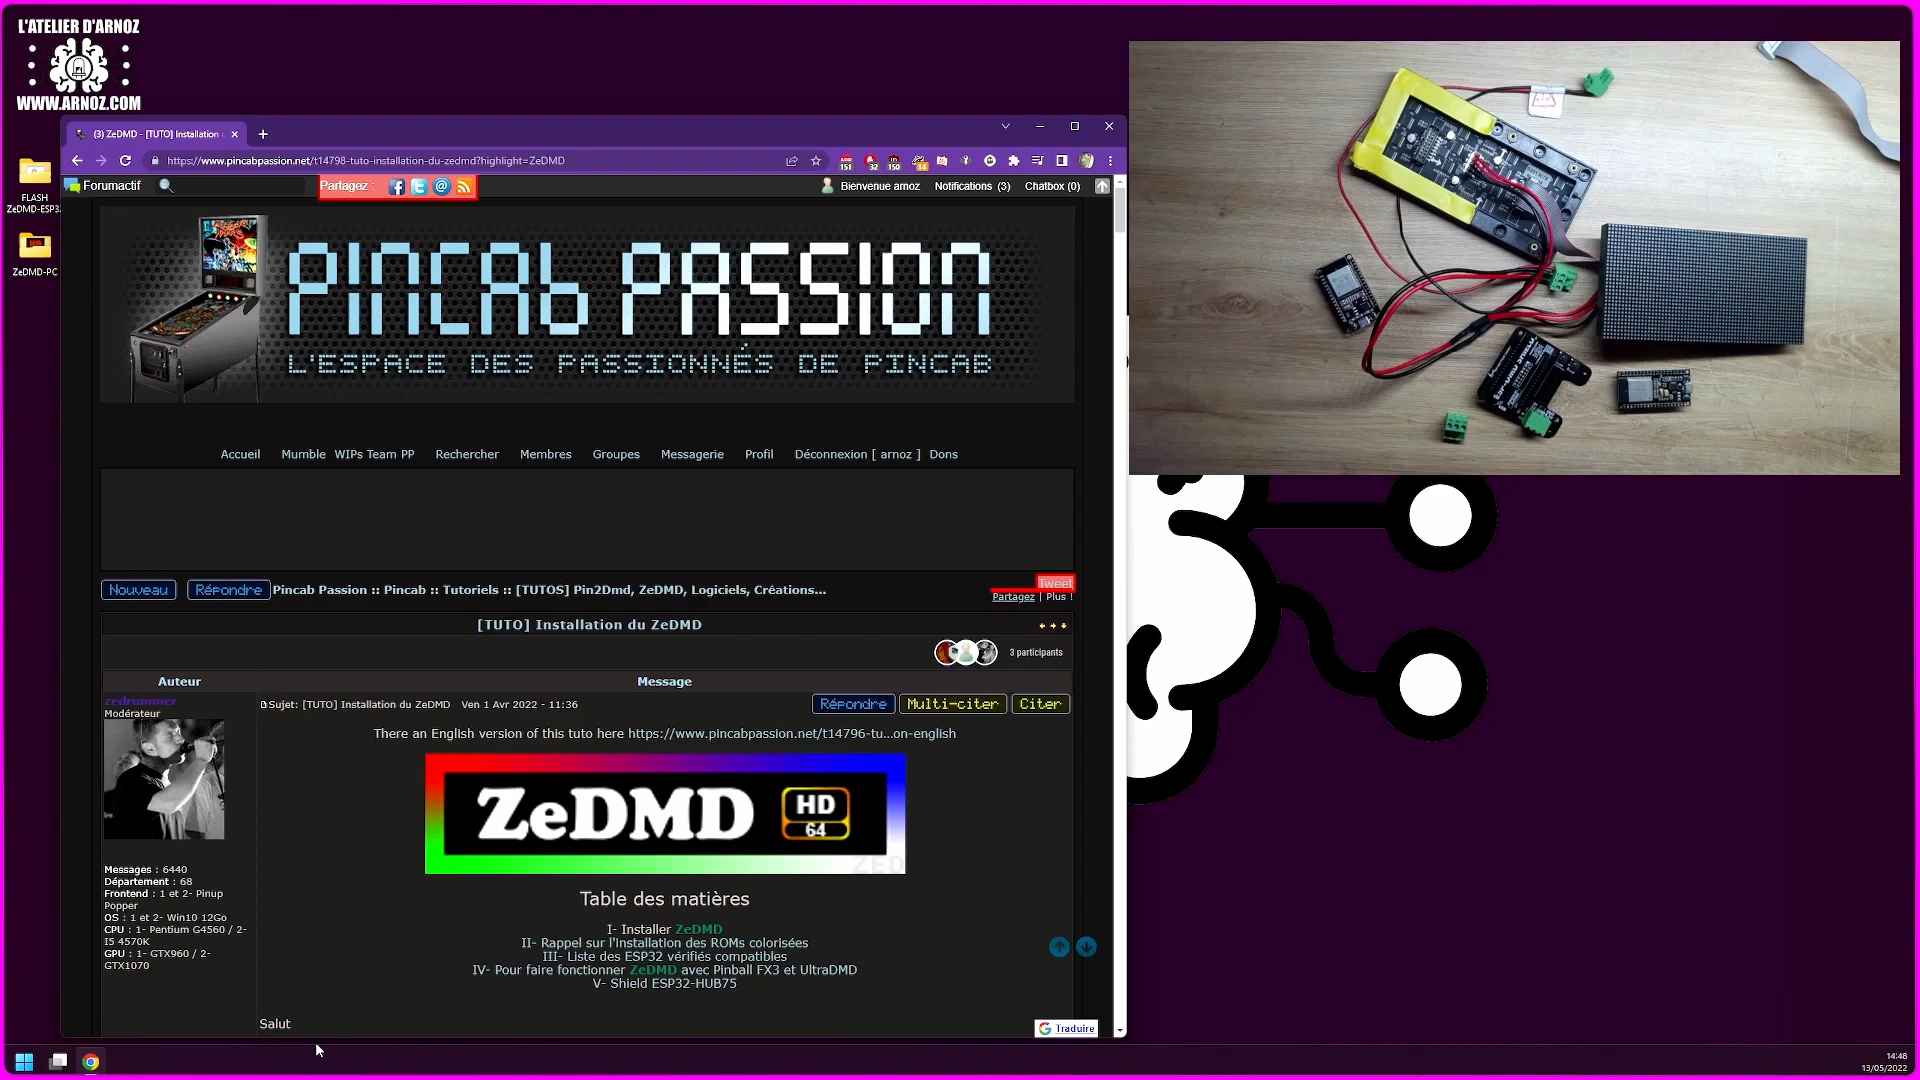 L'ATELIER D'ARNOZ
WWW.ARNOZ.COM
FLASH
ZeDMD-ESP32
ZeDMD-PC
(3) ZeDMD - [TUTO] Installation
https://www.pincabpassion.net/t14798-tuto-installation-du-zedmd?highlight=ZeDMD
151
32
150
14
Forumactif
Partagez :
Bienvenue arnoz
Notifications (3)
Chatbox (0)
PINCAB PASSION
L'ESPACE DES PASSIONNÉS DE PINCAB
Accueil
Mumble
WIPs Team PP
Rechercher
Membres
Groupes
Messagerie
Profil
Déconnexion [ arnoz ]
Dons
Nouveau
Répondre
Pincab Passion :: Pincab :: Tutoriels :: [TUTOS] Pin2Dmd, ZeDMD, Logiciels, Créations...
Tweet
Partagez | Plus !
[TUTO] Installation du ZeDMD
3 participants
Auteur
Message
zedrummer
Modérateur
Sujet: [TUTO] Installation du ZeDMD Ven 1 Avr 2022 - 11:36
Répondre
Multi-citer
Citer
There an English version of this tuto here https://www.pincabpassion.net/t14796-tu...on-english
ZeDMD HD 64
ZED
Messages : 6440
Département : 68
Frontend : 1 et 2- Pinup
Popper
OS : 1 et 2- Win10 12Go
CPU : 1- Pentium G4560 / 2-
I5 4570K
GPU : 1- GTX960 / 2-
GTX1070
Table des matières
I- Installer ZeDMD
II- Rappel sur l'installation des ROMs colorisées
III- Liste des ESP32 vérifiés compatibles
IV- Pour faire fonctionner ZeDMD avec Pinball FX3 et UltraDMD
V- Shield ESP32-HUB75
Salut
Traduire
14:48
13/05/2022